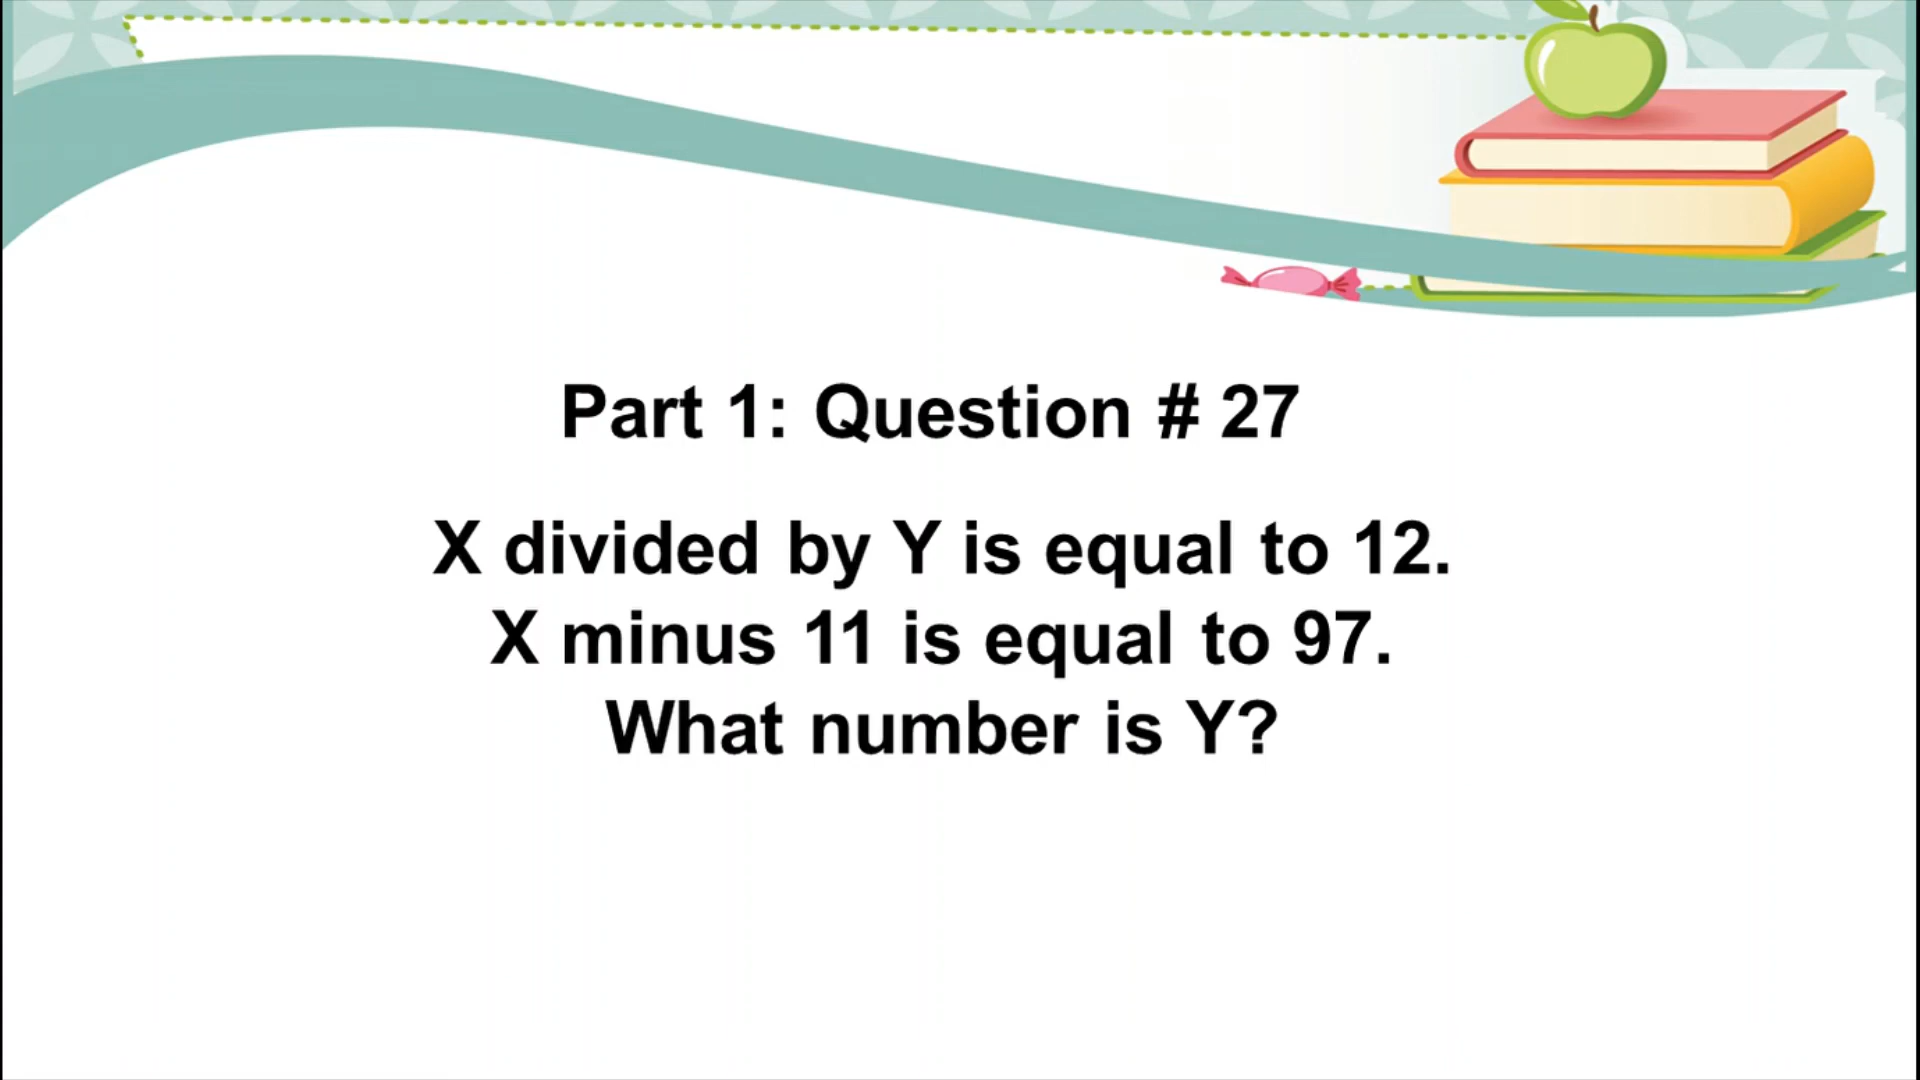 Part 1: Question # 27
X divided by Y is equal to 12.
X minus 11 is equal to 97.
What number is Y?